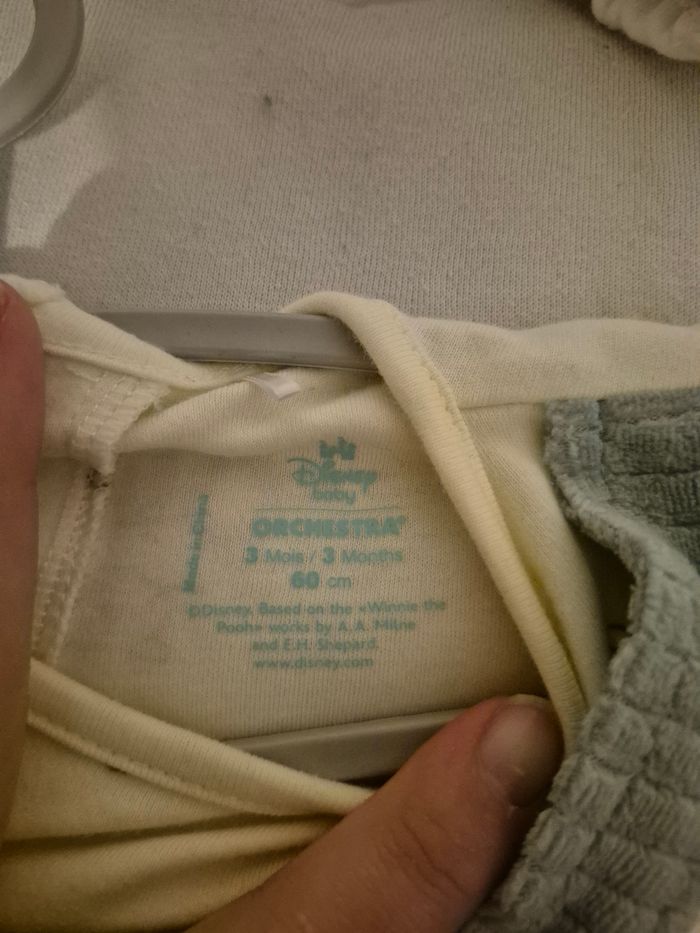 Disney
baby
ORCHESTRA®
3 Mois / 3 Months
60 cm
©Disney. Based on the «Winnie the
Pooh» works by A.A. Milne
and E.H. Shepard.
www.disney.com
Made in China